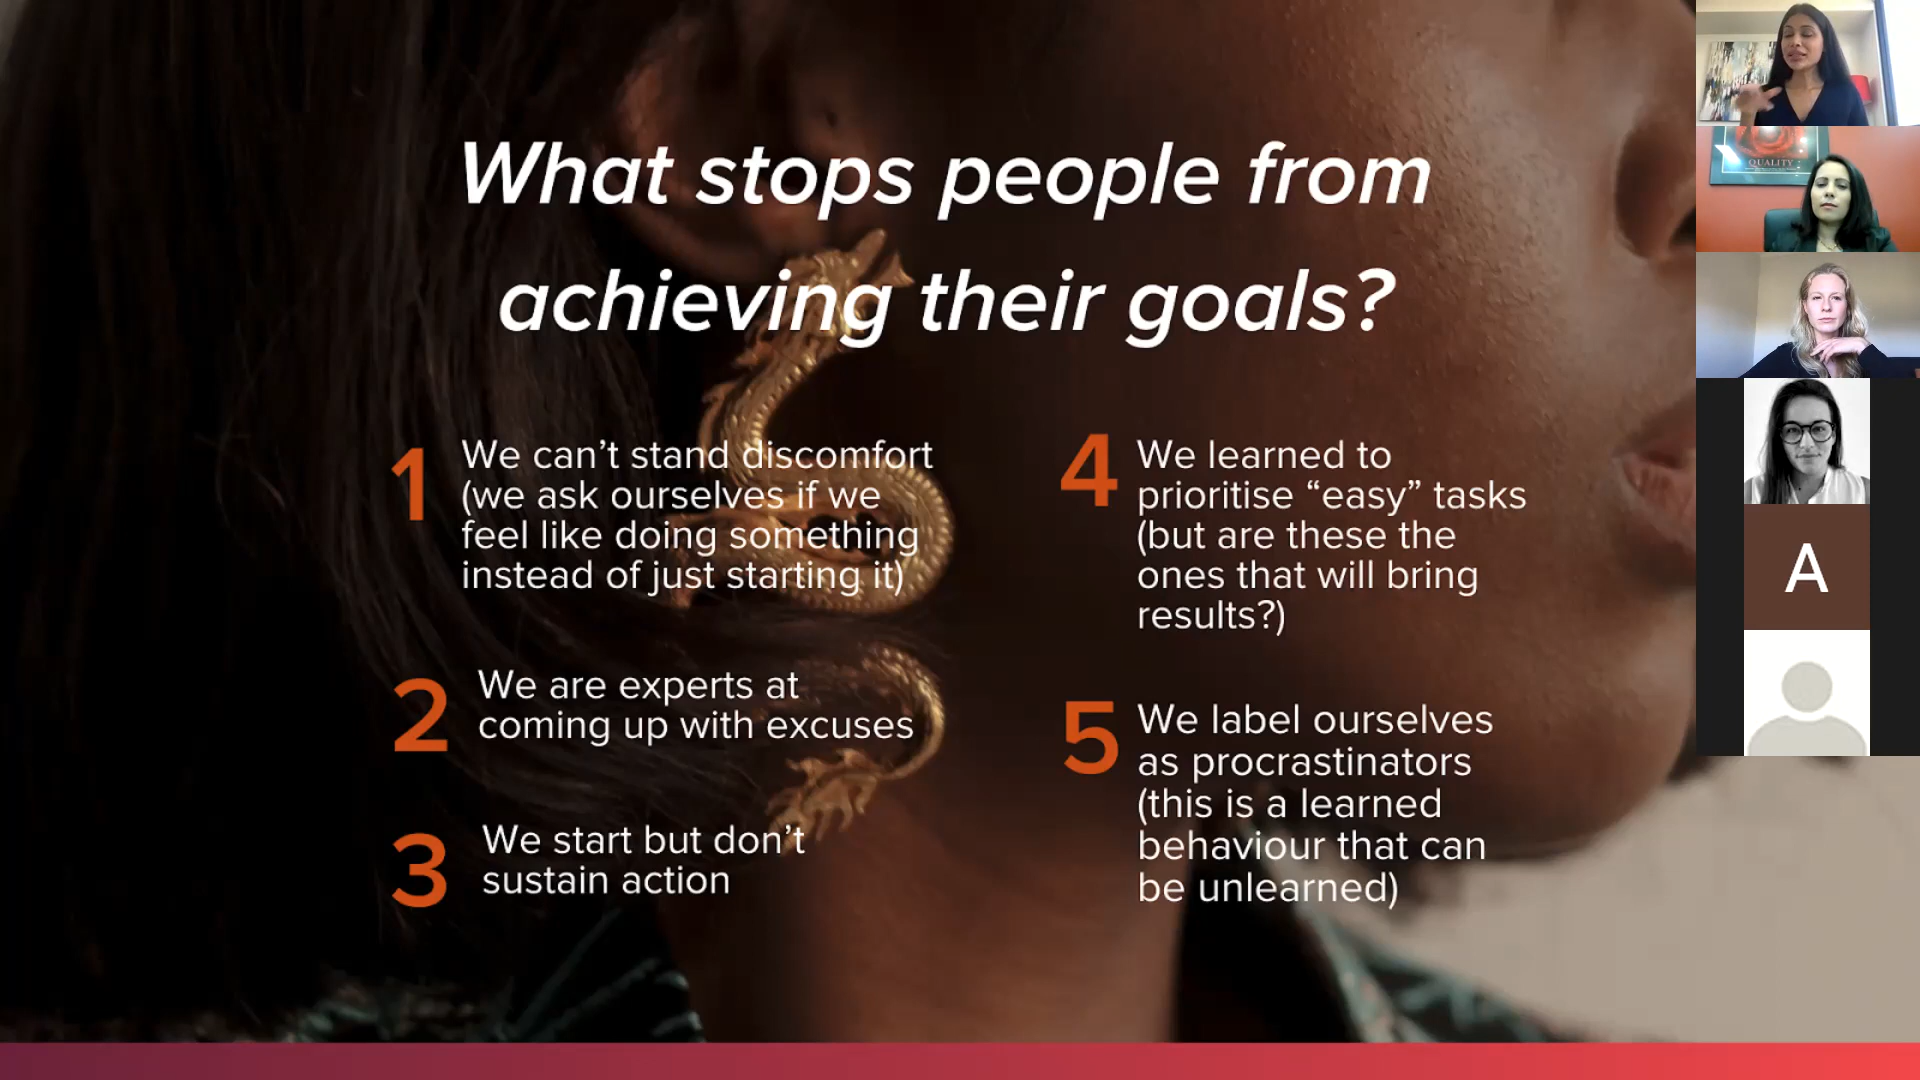 What stops people from
achieving their goals?
1
We can’t stand discomfort
(we ask ourselves if we
feel like doing something
instead of just starting it)
2
We are experts at
coming up with excuses
3
We start but don’t
sustain action
4
We learned to
prioritise “easy” tasks
(but are these the
ones that will bring
results?)
5
We label ourselves
as procrastinators
(this is a learned
behaviour that can
be unlearned)
QUALITY
A